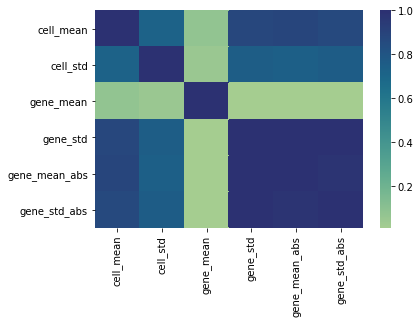 cell_mean
cell_std
gene_mean
gene_std
gene_mean_abs
gene_std_abs
cell_mean
cell_std
gene_mean
gene_std
gene_mean_abs
gene_std_abs
1.0
0.8
0.6
0.4
0.2